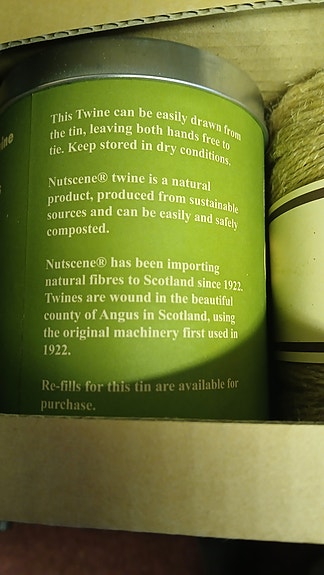 This Twine can be easily drawn from
the tin, leaving both hands free to
tie. Keep stored in dry conditions.
Nutscene® twine is a natural
product, produced from sustainable
sources and can be easily and safely
composted.
Nutscene® has been importing
natural fibres to Scotland since 1922.
Twines are wound in the beautiful
county of Angus in Scotland, using
the original machinery first used in
1922.
Re-fills for this tin are available for
purchase.